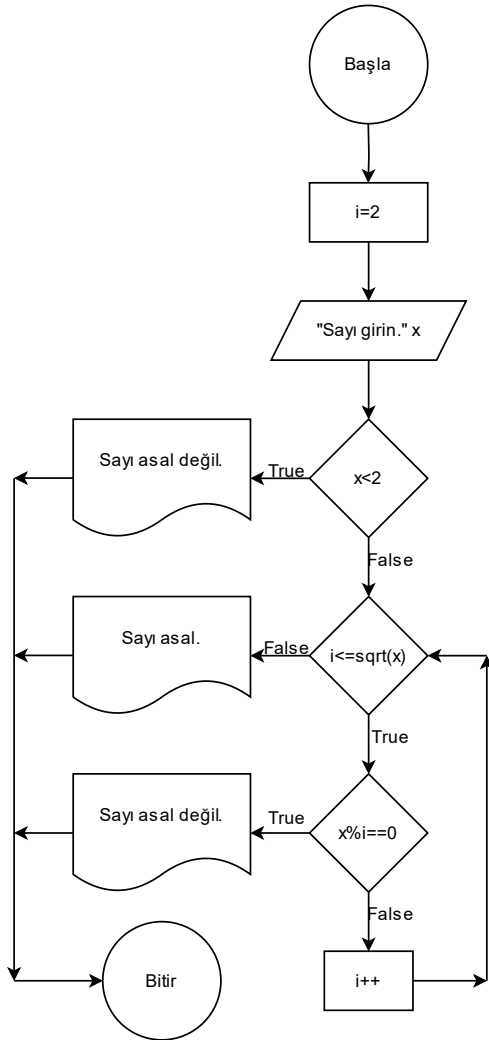 Başla
i=2
"Sayı girin." x
Sayı asal değil.
True
x<2
False
Sayı asal.
False
i<=sqrt(x)
True
Sayı asal değil.
True
x%i==0
False
Bitir
i++